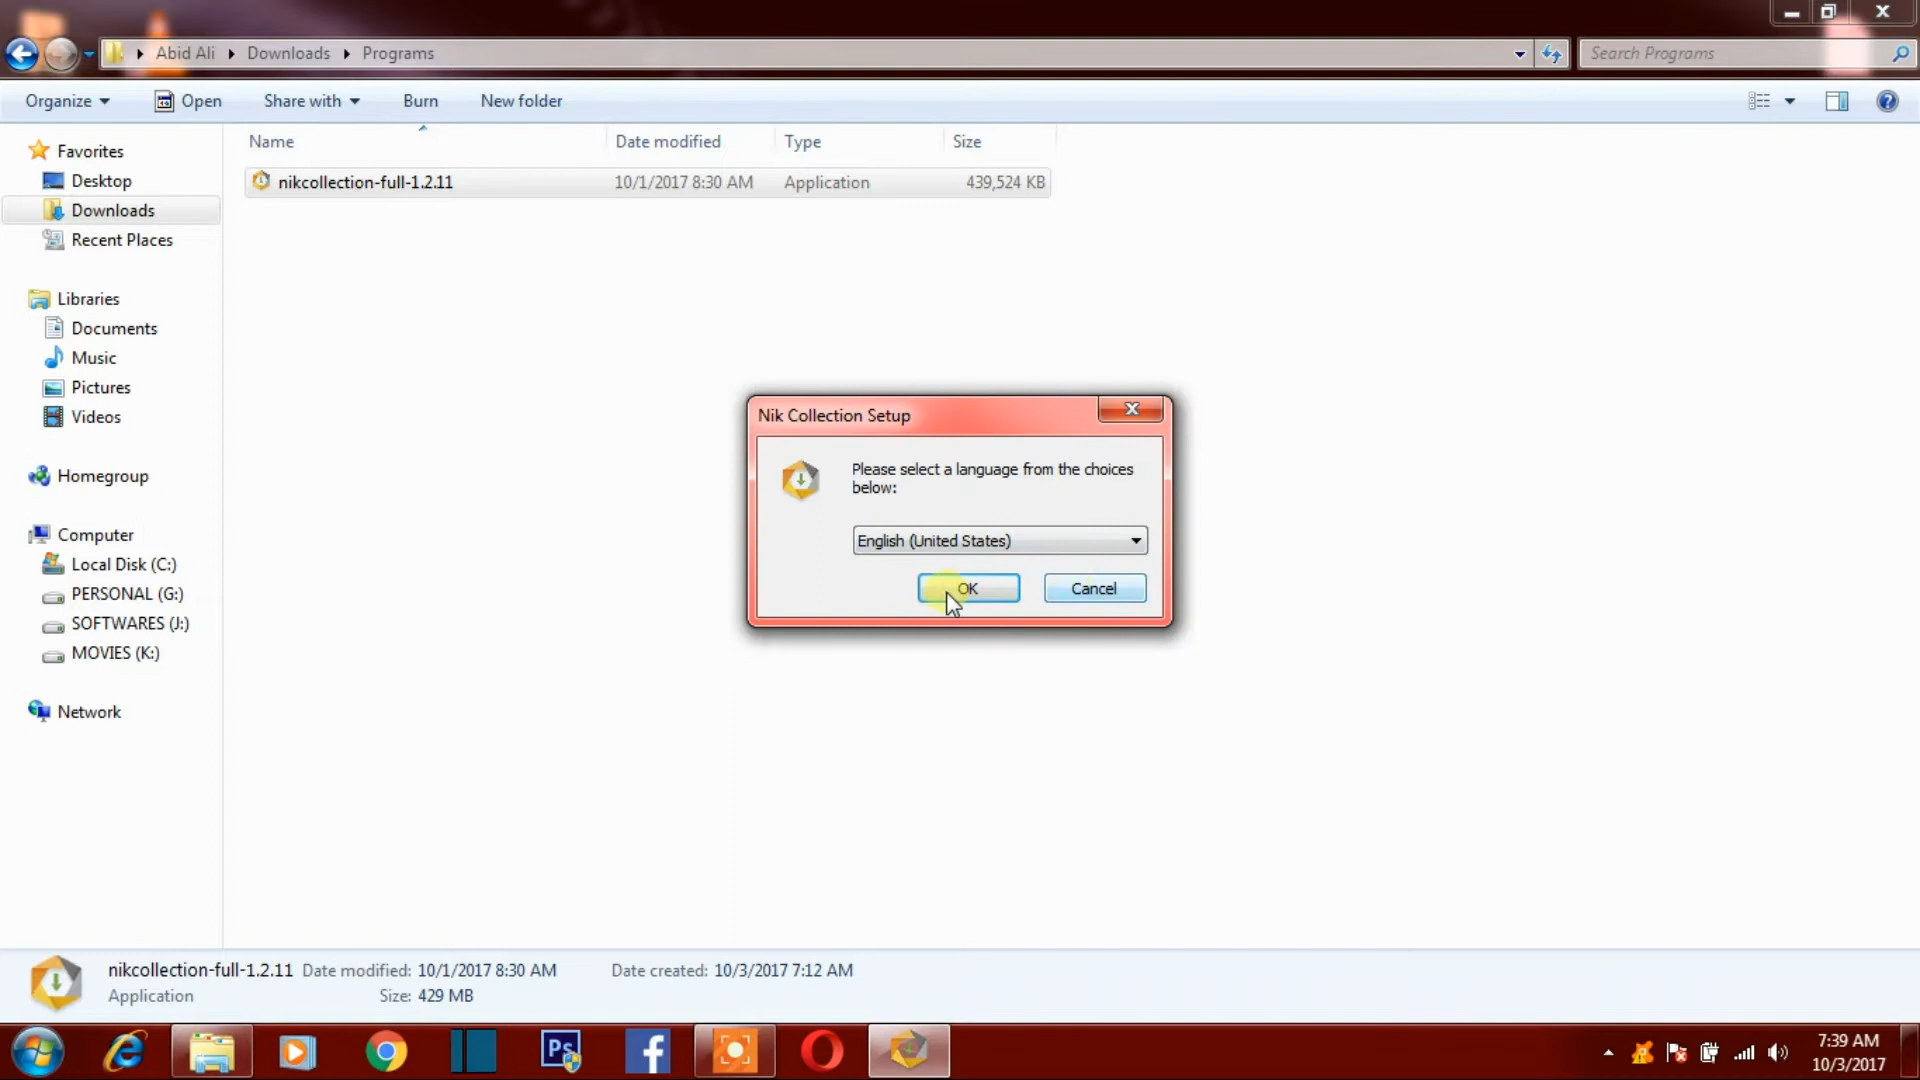 Abid Ali Downloads Programs
Search Programs
Organize Open Share with Burn New folder
Name Date modified Type Size
nikcollection-full-1.2.11 10/1/2017 8:30 AM Application 439,524 KB
Favorites
Desktop
Downloads
Recent Places
Libraries
Documents
Music
Pictures
Videos
Homegroup
Computer
Local Disk (C:)
PERSONAL (G:)
SOFTWARES (J:)
MOVIES (K:)
Network
Nik Collection Setup
Please select a language from the choices
below:
English (United States)
OK Cancel
nikcollection-full-1.2.11 Date modified: 10/1/2017 8:30 AM Date created: 10/3/2017 7:12 AM
Application Size: 429 MB
Ps
7:39 AM
10/3/2017